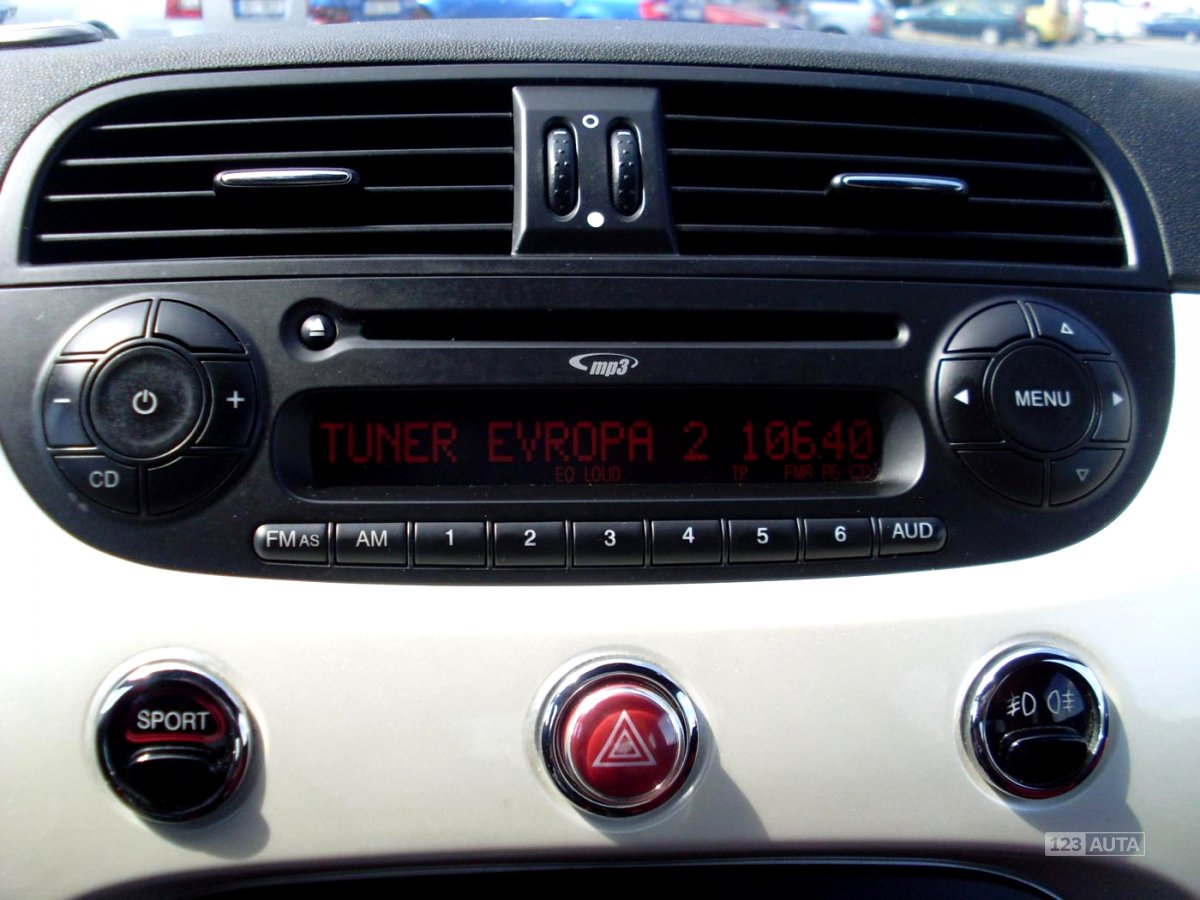 mp3
TUNER EVROPA 2 106.40
EQ LOUD TP
- +
CD
MENU
FM AS AM 1 2 3 4 5 6 AUD
SPORT
123 AUTA